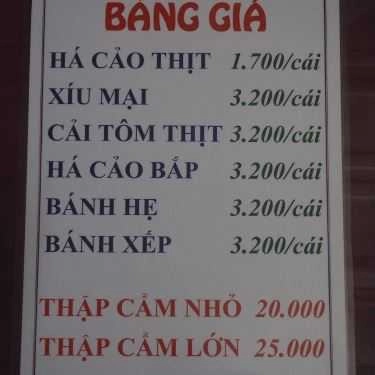 BẢNG GIÁ
HÁ CẢO THỊT 1.700/cái
XÍU MẠI 3.200/cái
CẢI TÔM THỊT 3.200/cái
HÁ CẢO BẮP 3.200/cái
BÁNH HẸ 3.200/cái
BÁNH XẾP 3.200/cái
THẬP CẨM NHỎ 20.000
THẬP CẨM LỚN 25.000